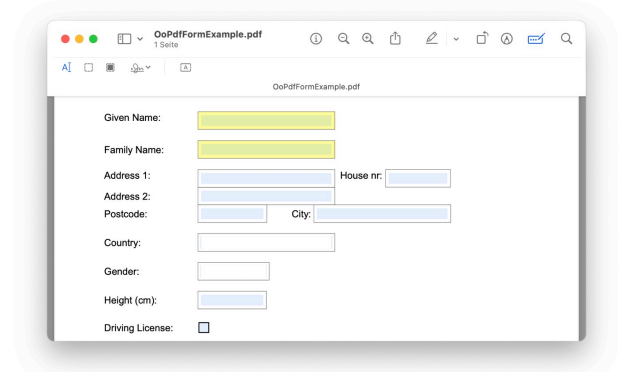 OoPdfFormExample.pdf
1 Seite
A
A
OoPdfFormExample.pdf
Given Name:
Family Name:
Address 1: House nr:
Address 2:
Postcode: City:
Country:
Gender:
Height (cm):
Driving License: